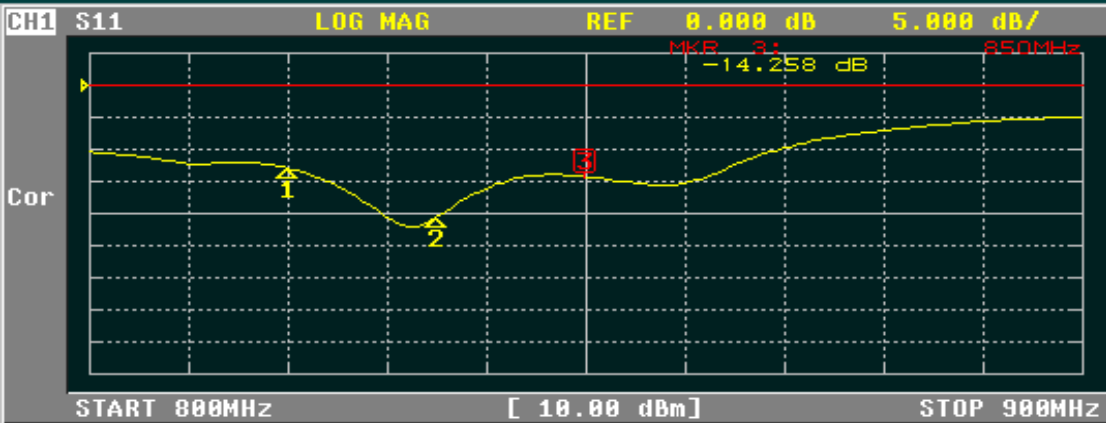 CH1 S11 LOG MAG REF 0.000 dB 5.000 dB/
MKR 3: 850MHz
-14.258 dB
3
1
Cor
2
START 800MHz [ 10.00 dBm] STOP 900MHz